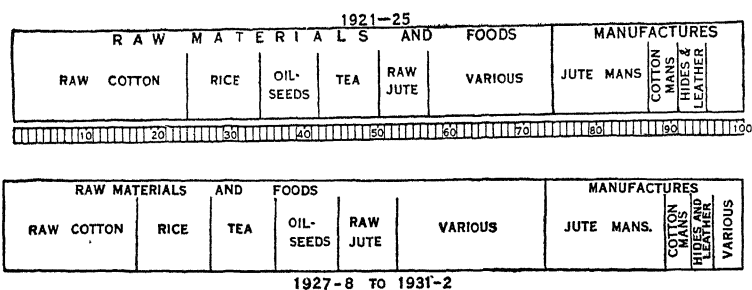 1921–25
RAW MATERIALS AND FOODS
MANUFACTURES
RAW COTTON
RICE
OIL-
SEEDS
TEA
RAW
JUTE
VARIOUS
JUTE MANS
COTTON
MANS
HIDES &
LEATHER
10 20 30 40 50 60 70 80 90 100
RAW MATERIALS AND FOODS
MANUFACTURES
RAW COTTON
RICE
TEA
OIL-
SEEDS
RAW
JUTE
VARIOUS
JUTE MANS.
COTTON
MANS
HIDES AND
LEATHER
VARIOUS
1927-8 TO 1931-2